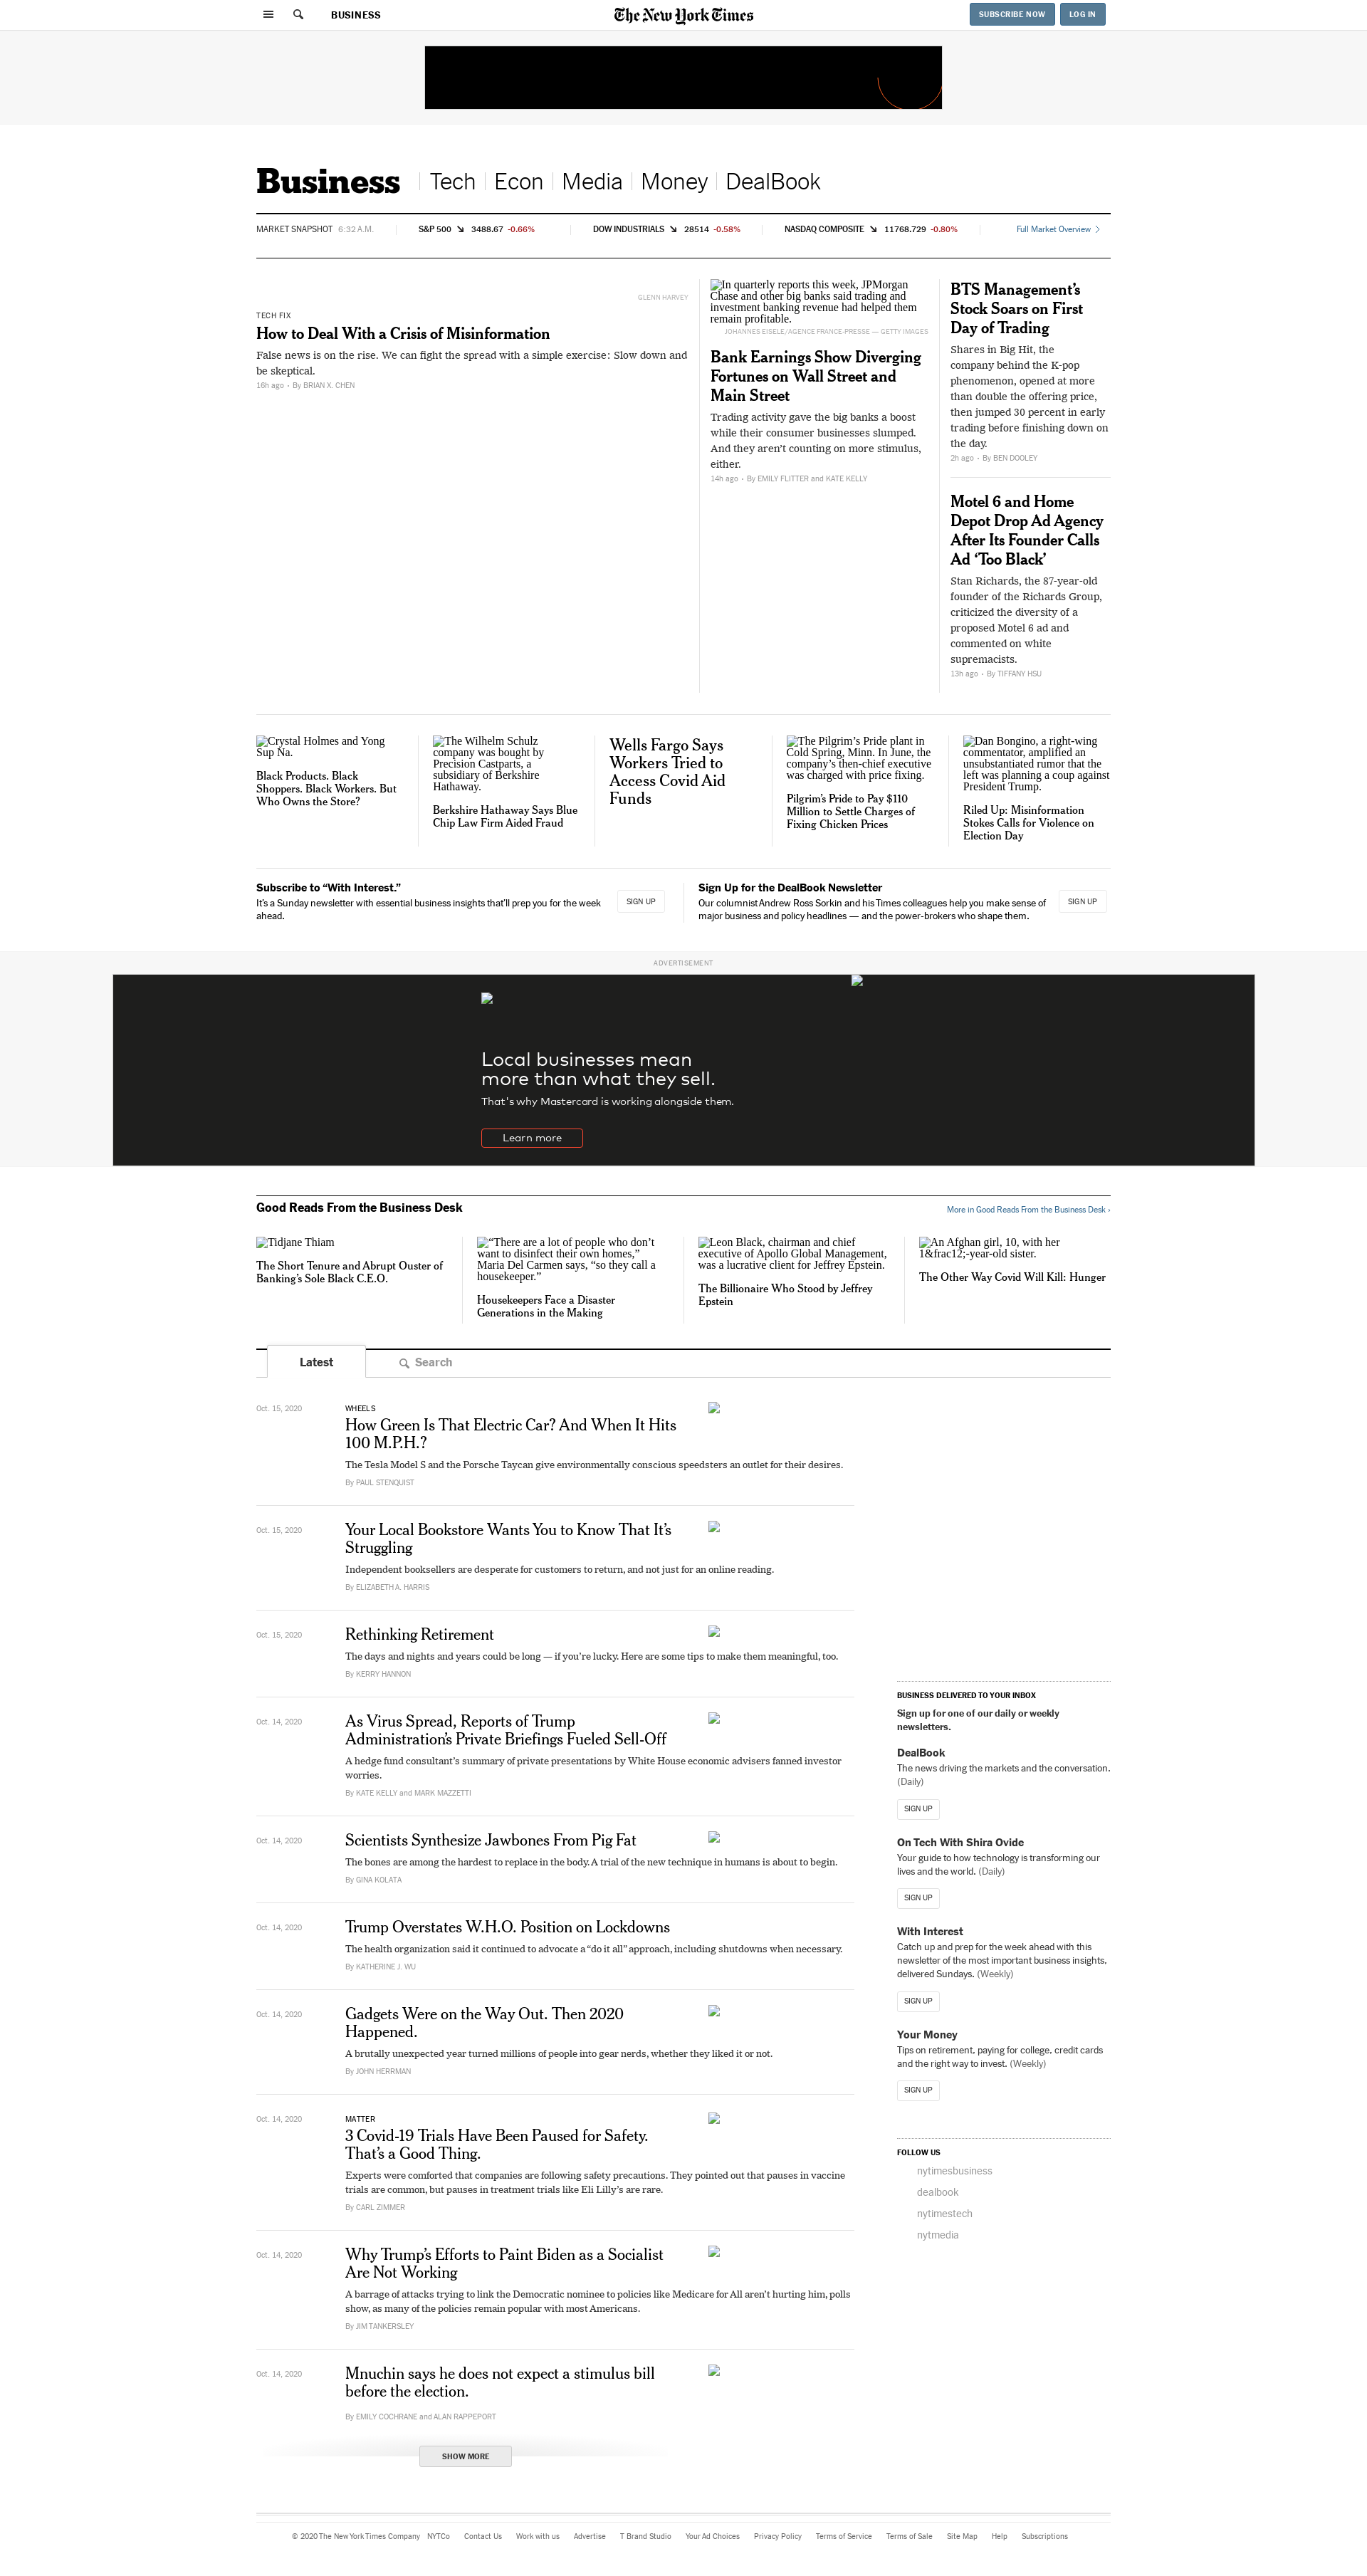 BUSINESS
The New York Times
SUBSCRIBE NOW
LOG IN
Business
Tech
Econ
Media
Money
DealBook
MARKET SNAPSHOT 6:32 A.M.
S&P 500 3488.67 -0.66%
DOW INDUSTRIALS 28514 -0.58%
NASDAQ COMPOSITE 11768.729 -0.80%
Full Market Overview
GLENN HARVEY
TECH FIX
How to Deal With a Crisis of Misinformation
False news is on the rise. We can fight the spread with a simple exercise: Slow down and
be skeptical.
16h ago • By BRIAN X. CHEN
In quarterly reports this week, JPMorgan
Chase and other big banks said trading and
investment banking revenue had helped them
remain profitable.
JOHANNES EISELE/AGENCE FRANCE-PRESSE — GETTY IMAGES
Bank Earnings Show Diverging
Fortunes on Wall Street and
Main Street
Trading activity gave the big banks a boost
while their consumer businesses slumped.
And they aren't counting on more stimulus,
either.
14h ago • By EMILY FLITTER and KATE KELLY
BTS Management's
Stock Soars on First
Day of Trading
Shares in Big Hit, the
company behind the K-pop
phenomenon, opened at more
than double the offering price,
then jumped 30 percent in early
trading before finishing down on
the day.
2h ago • By BEN DOOLEY
Motel 6 and Home
Depot Drop Ad Agency
After Its Founder Calls
Ad ‘Too Black’
Stan Richards, the 87-year-old
founder of the Richards Group,
criticized the diversity of a
proposed Motel 6 ad and
commented on white
supremacists.
13h ago • By TIFFANY HSU
Crystal Holmes and Yong
Sup Na.
Black Products. Black
Shoppers. Black Workers. But
Who Owns the Store?
The Wilhelm Schulz
company was bought by
Precision Castparts, a
subsidiary of Berkshire
Hathaway.
Berkshire Hathaway Says Blue
Chip Law Firm Aided Fraud
Wells Fargo Says
Workers Tried to
Access Covid Aid
Funds
The Pilgrim's Pride plant in
Cold Spring, Minn. In June, the
company's then-chief executive
was charged with price fixing.
Pilgrim's Pride to Pay $110
Million to Settle Charges of
Fixing Chicken Prices
Dan Bongino, a right-wing
commentator, amplified an
unsubstantiated rumor that the
left was planning a coup against
President Trump.
Riled Up: Misinformation
Stokes Calls for Violence on
Election Day
Subscribe to “With Interest.”
It's a Sunday newsletter with essential business insights that'll prep you for the week
ahead.
SIGN UP
Sign Up for the DealBook Newsletter
Our columnist Andrew Ross Sorkin and his Times colleagues help you make sense of
major business and policy headlines — and the power-brokers who shape them.
SIGN UP
ADVERTISEMENT
Local businesses mean
more than what they sell.
That's why Mastercard is working alongside them.
Learn more
Good Reads From the Business Desk
More in Good Reads From the Business Desk ›
Tidjane Thiam
The Short Tenure and Abrupt Ouster of
Banking's Sole Black C.E.O.
“There are a lot of people who don't
want to disinfect their own homes,”
Maria Del Carmen says, “so they call a
housekeeper.”
Housekeepers Face a Disaster
Generations in the Making
Leon Black, chairman and chief
executive of Apollo Global Management,
was a lucrative client for Jeffrey Epstein.
The Billionaire Who Stood by Jeffrey
Epstein
An Afghan girl, 10, with her
1&frac12;-year-old sister.
The Other Way Covid Will Kill: Hunger
Latest
Search
Oct. 15, 2020
WHEELS
How Green Is That Electric Car? And When It Hits
100 M.P.H.?
The Tesla Model S and the Porsche Taycan give environmentally conscious speedsters an outlet for their desires.
By PAUL STENQUIST
Oct. 15, 2020
Your Local Bookstore Wants You to Know That It's
Struggling
Independent booksellers are desperate for customers to return, and not just for an online reading.
By ELIZABETH A. HARRIS
Oct. 15, 2020
Rethinking Retirement
The days and nights and years could be long — if you're lucky. Here are some tips to make them meaningful, too.
By KERRY HANNON
Oct. 14, 2020
As Virus Spread, Reports of Trump
Administration's Private Briefings Fueled Sell-Off
A hedge fund consultant's summary of private presentations by White House economic advisers fanned investor
worries.
By KATE KELLY and MARK MAZZETTI
Oct. 14, 2020
Scientists Synthesize Jawbones From Pig Fat
The bones are among the hardest to replace in the body. A trial of the new technique in humans is about to begin.
By GINA KOLATA
Oct. 14, 2020
Trump Overstates W.H.O. Position on Lockdowns
The health organization said it continued to advocate a “do it all” approach, including shutdowns when necessary.
By KATHERINE J. WU
Oct. 14, 2020
Gadgets Were on the Way Out. Then 2020
Happened.
A brutally unexpected year turned millions of people into gear nerds, whether they liked it or not.
By JOHN HERRMAN
Oct. 14, 2020
MATTER
3 Covid-19 Trials Have Been Paused for Safety.
That's a Good Thing.
Experts were comforted that companies are following safety precautions. They pointed out that pauses in vaccine
trials are common, but pauses in treatment trials like Eli Lilly's are rare.
By CARL ZIMMER
Oct. 14, 2020
Why Trump's Efforts to Paint Biden as a Socialist
Are Not Working
A barrage of attacks trying to link the Democratic nominee to policies like Medicare for All aren't hurting him, polls
show, as many of the policies remain popular with most Americans.
By JIM TANKERSLEY
Oct. 14, 2020
Mnuchin says he does not expect a stimulus bill
before the election.
By EMILY COCHRANE and ALAN RAPPEPORT
SHOW MORE
BUSINESS DELIVERED TO YOUR INBOX
Sign up for one of our daily or weekly
newsletters.
DealBook
The news driving the markets and the conversation.
(Daily)
SIGN UP
On Tech With Shira Ovide
Your guide to how technology is transforming our
lives and the world. (Daily)
SIGN UP
With Interest
Catch up and prep for the week ahead with this
newsletter of the most important business insights,
delivered Sundays. (Weekly)
SIGN UP
Your Money
Tips on retirement, paying for college, credit cards
and the right way to invest. (Weekly)
SIGN UP
FOLLOW US
nytimesbusiness
dealbook
nytimestech
nytmedia
© 2020 The New York Times Company NYTCo Contact Us Work with us Advertise T Brand Studio Your Ad Choices Privacy Policy Terms of Service Terms of Sale Site Map Help Subscriptions